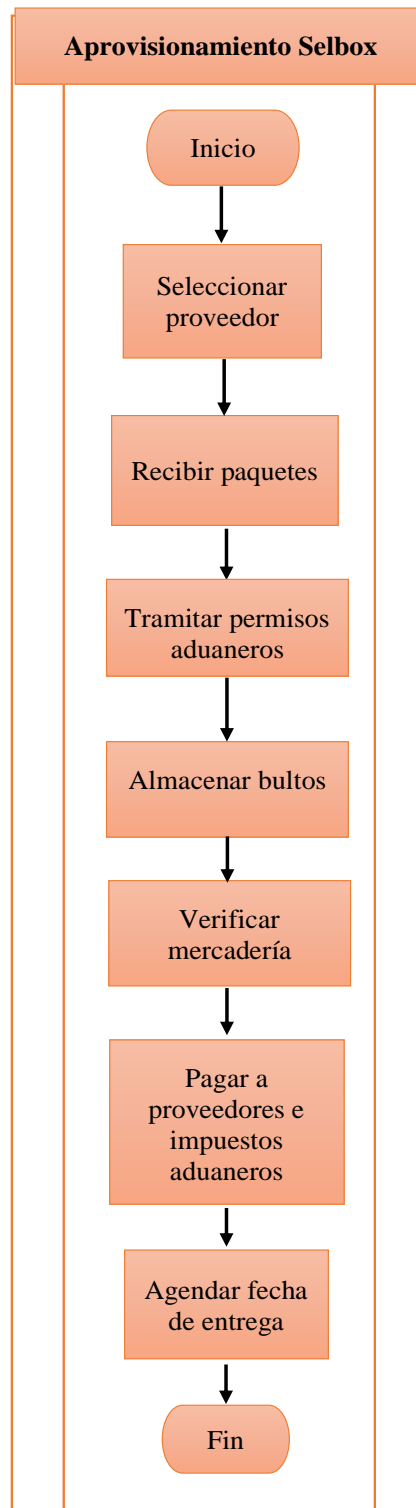 Aprovisionamiento Selbox
Inicio
Seleccionar
proveedor
Recibir paquetes
Tramitar permisos
aduaneros
Almacenar bultos
Verificar
mercadería
Pagar a
proveedores e
impuestos
aduaneros
Agendar fecha
de entrega
Fin